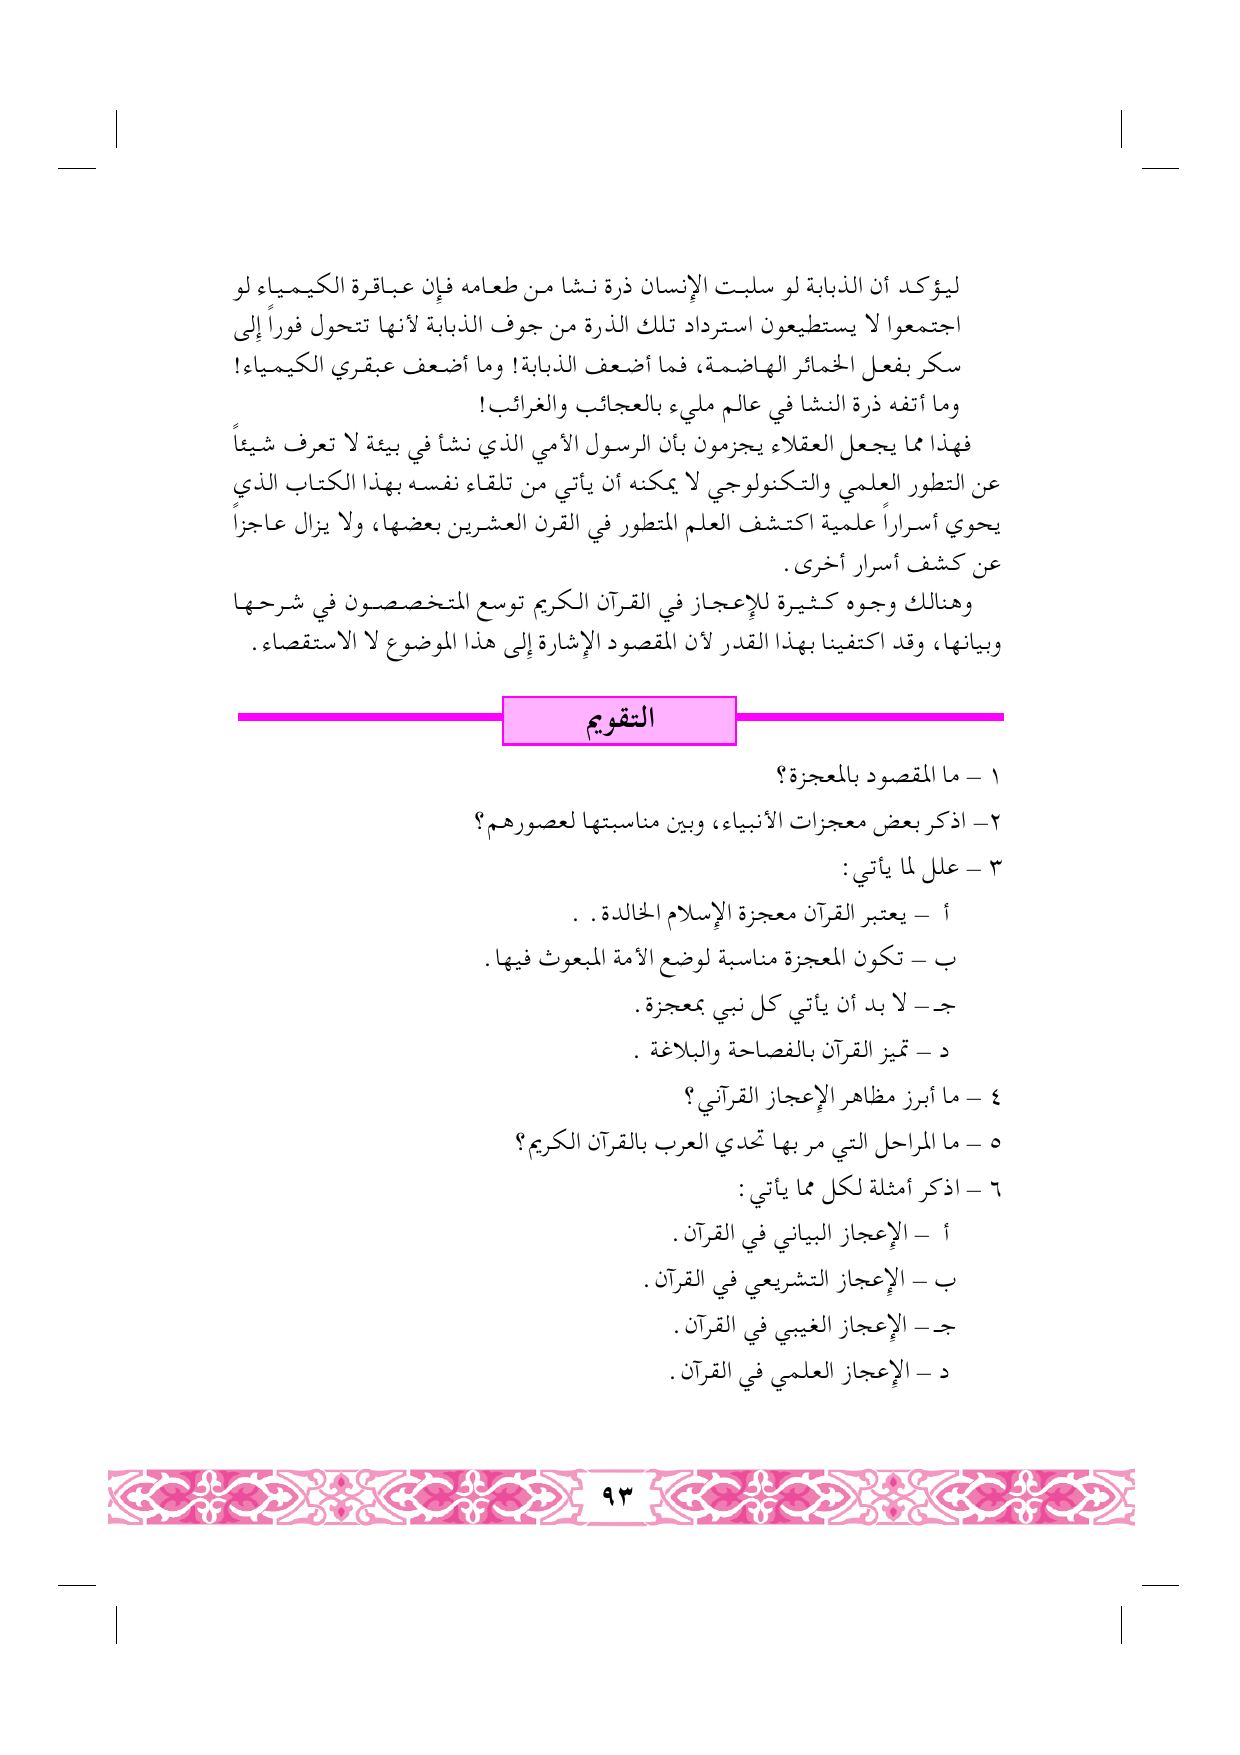 ليؤكد أن الذبابة لو سلبت الإنسان ذرة نشا من طعامه فإن عباقرة الكيمياء لو
اجتمعوا لا يستطيعون استرداد تلك الذرة من جوف الذبابة لأنها تتحول فوراً إلى
سكر بفعل الخمائر الهاضمة، فما أضعف الذبابة! وما أضعف عبقري الكيمياء!
وما أتفه ذرة النشا في عالم مليء بالعجائب والغرائب!
فهذا مما يجعل العقلاء يجزمون بأن الرسول الأمي الذي نشأ في بيئة لا تعرف شيئاً
عن التطور العلمي والتكنولوجي لا يمكنه أن يأتي من تلقاء نفسه بهذا الكتاب الذي
يحوي أسراراً علمية اكتشف العلم المتطور في القرن العشرين بعضها، ولا يزال عاجزاً
عن كشف أسرار أخرى.
وهنالك وجوه كثيرة للإعجاز في القرآن الكريم توسع المتخصصون في شرحها
وبيانها، وقد اكتفينا بهذا القدر لأن المقصود الإشارة إلى هذا الموضوع لا الاستقصاء.
التقويم
١ – ما المقصود بالمعجزة؟
٢– اذكر بعض معجزات الأنبياء، وبين مناسبتها لعصورهم؟
٣ – علل لما يأتي:
أ – يعتبر القرآن معجزة الإسلام الخالدة. .
ب – تكون المعجزة مناسبة لوضع الأمة المبعوث فيها.
جـ – لا بد أن يأتي كل نبي بمعجزة.
د – تميز القرآن بالفصاحة والبلاغة .
٤ – ما أبرز مظاهر الإعجاز القرآني؟
٥ – ما المراحل التي مر بها تحدي العرب بالقرآن الكريم؟
٦ – اذكر أمثلة لكل مما يأتي:
أ – الإعجاز البياني في القرآن.
ب – الإعجاز التشريعي في القرآن.
جـ – الإعجاز الغيبي في القرآن.
د – الإعجاز العلمي في القرآن.
٩٣